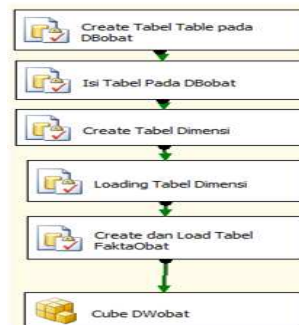 Create Tabel Table pada
DBobat
Isi Tabel Pada DBobat
Create Tabel Dimensi
Loading Tabel Dimensi
Create dan Load Tabel
FaktaObat
Cube DWobat